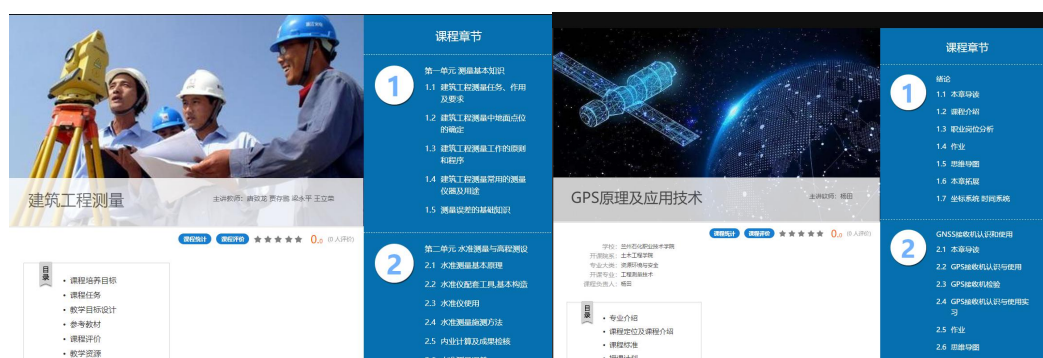 建筑工程测量
主讲教师：
课程统计 课程评价 0.0 (0 人评价)
目录
• 课程培养目标
• 课程任务
• 教学目标设计
• 参考教材
• 课程评价
• 教学资源
课程章节
1
第一单元 测量基本知识
1.1 建筑工程测量任务、作用
及要求
1.2 建筑工程测量中地面点位
的确定
1.3 建筑工程测量工作的原则
和程序
1.4 建筑工程测量常用的测量
仪器及用途
1.5 测量误差的基础知识
2
第二单元 水准测量与高程测设
2.1 水准测量基本原理
2.2 水准仪配套工具,基本构造
2.3 水准仪使用
2.4 水准测量施测方法
2.5 内业计算及成果检核
GPS原理及应用技术
主讲教师：杨田
课程统计 课程评价 0.0 (0 人评价)
学校：兰州石化职业技术学院
开课院系：土木工程学院
专业大类：资源环境与安全
开课专业：工程测量技术
课程负责人：杨田
目录
• 专业介绍
• 课程定位及课程介绍
• 课程标准
• 授课计划
课程章节
1
绪论
1.1 本章导读
1.2 课程介绍
1.3 职业岗位分析
1.4 作业
1.5 思维导图
1.6 本章拓展
1.7 坐标系统 时间系统
2
GNSS接收机认识和使用
2.1 本章导读
2.2 GPS接收机认识与使用
2.3 GPS接收机检验
2.4 GPS接收机认识与使用实
习
2.5 作业
2.6 思维导图